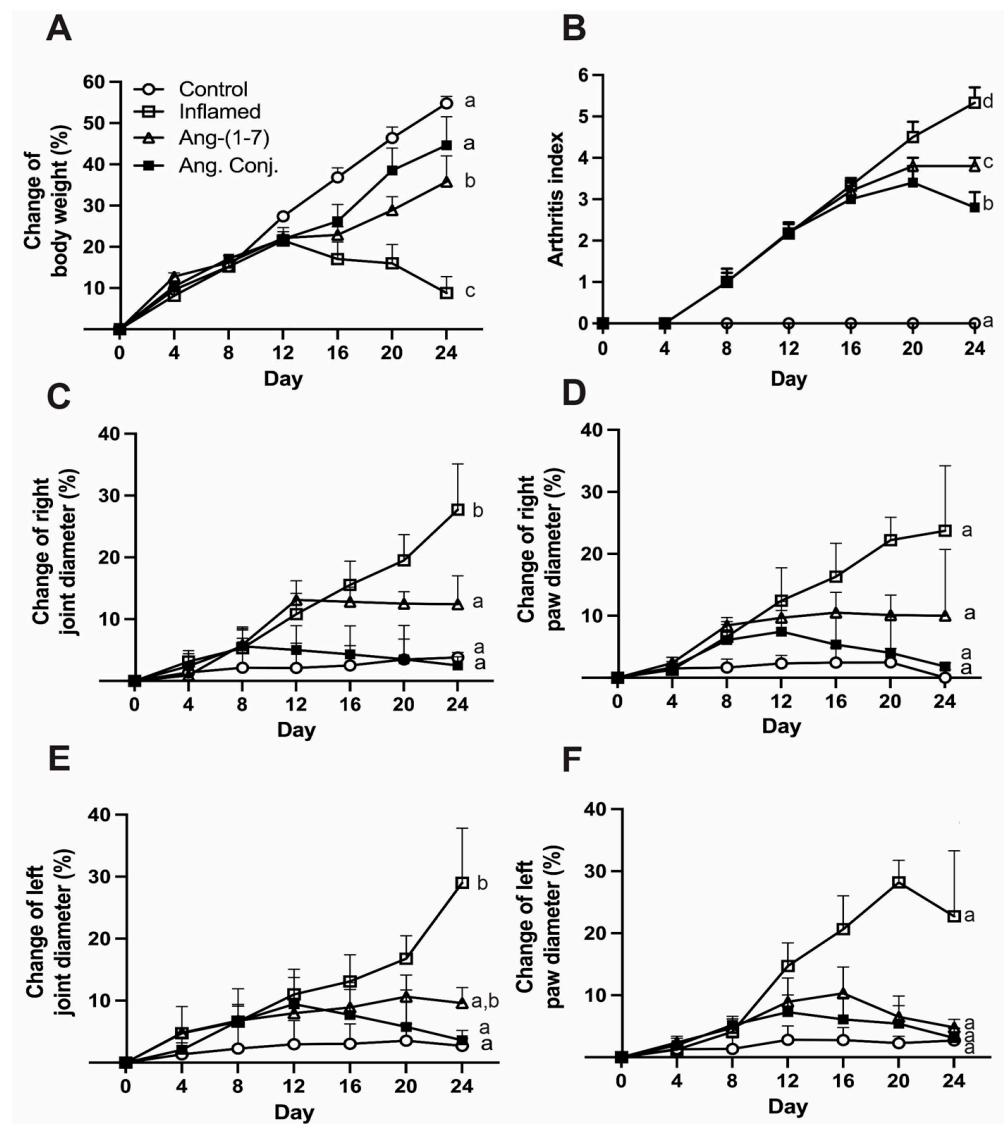 A
Change of
body weight (%)
60
50
40
30
20
10
Control
Inflamed
Ang-(1-7)
Ang. Conj.
a
a
b
c
0 4 8 12 16 20 24
Day
B
Arthritis index
6
5
4
3
2
1
0
d
c
b
a
0 4 8 12 16 20 24
Day
C
Change of right
joint diameter (%)
40
30
20
10
b
a
a
a
0 4 8 12 16 20 24
Day
D
Change of right
paw diameter (%)
40
30
20
10
a
a
a
a
0 4 8 12 16 20 24
Day
E
Change of left
joint diameter (%)
40
30
20
10
b
a,b
a
a
0 4 8 12 16 20 24
Day
F
Change of left
paw diameter (%)
40
30
20
10
a
a
a
a
0 4 8 12 16 20 24
Day